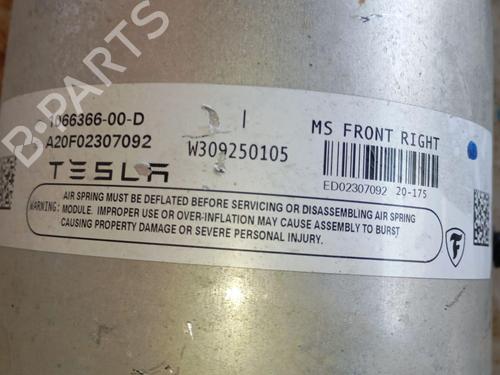 1066366-00-D
A20F02307092
TESLA
W309250105
MS FRONT RIGHT
ED02307092 20-175
WARNING:
AIR SPRING MUST BE DEFLATED BEFORE SERVICING OR DISASSEMBLING AIR SPRING
MODULE. IMPROPER USE OR OVER-INFLATION MAY CAUSE ASSEMBLY TO BURST
CAUSING PROPERTY DAMAGE OR SEVERE PERSONAL INJURY.
F
B-PARTS